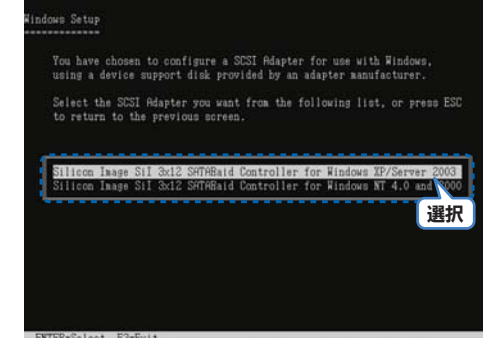 Windows Setup
=============
You have chosen to configure a SCSI Adapter for use with Windows,
using a device support disk provided by an adapter manufacturer.
Select the SCSI Adapter you want from the following list, or press ESC
to return to the previous screen.
Silicon Image SiI 3x12 SATARaid Controller for Windows XP/Server 2003
Silicon Image SiI 3x12 SATARaid Controller for Windows NT 4.0 and 2000
選択
ENTER=Select F3=Exit